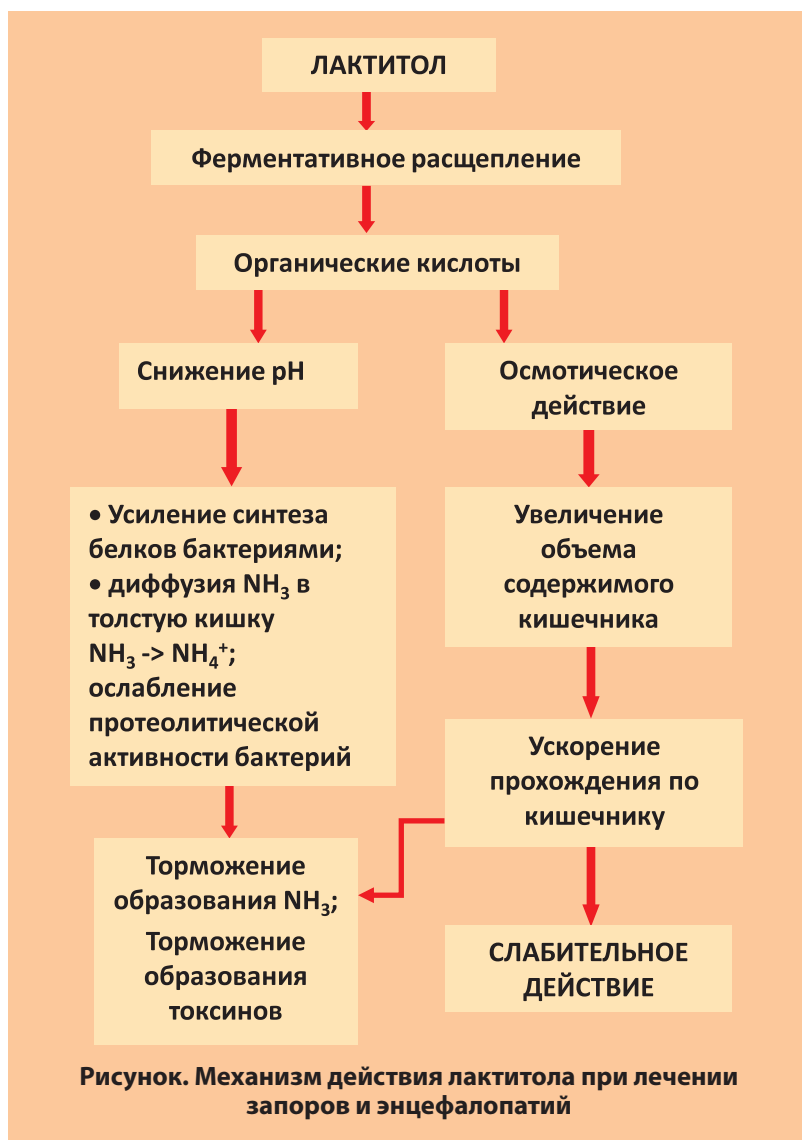 ЛАКТИТОЛ
Ферментативное расщепление
Органические кислоты
Снижение pH
Осмотическое
действие
• Усиление синтеза
белков бактериями;
• диффузия NH₃ в
толстую кишку
NH₃ -> NH₄⁺;
ослабление
протеолитической
активности бактерий
Увеличение
объема
содержимого
кишечника
Ускорение
прохождения по
кишечнику
Торможение
образования NH₃;
Торможение
образования
токсинов
СЛАБИТЕЛЬНОЕ
ДЕЙСТВИЕ
Рисунок. Механизм действия лактитола при лечении
запоров и энцефалопатий